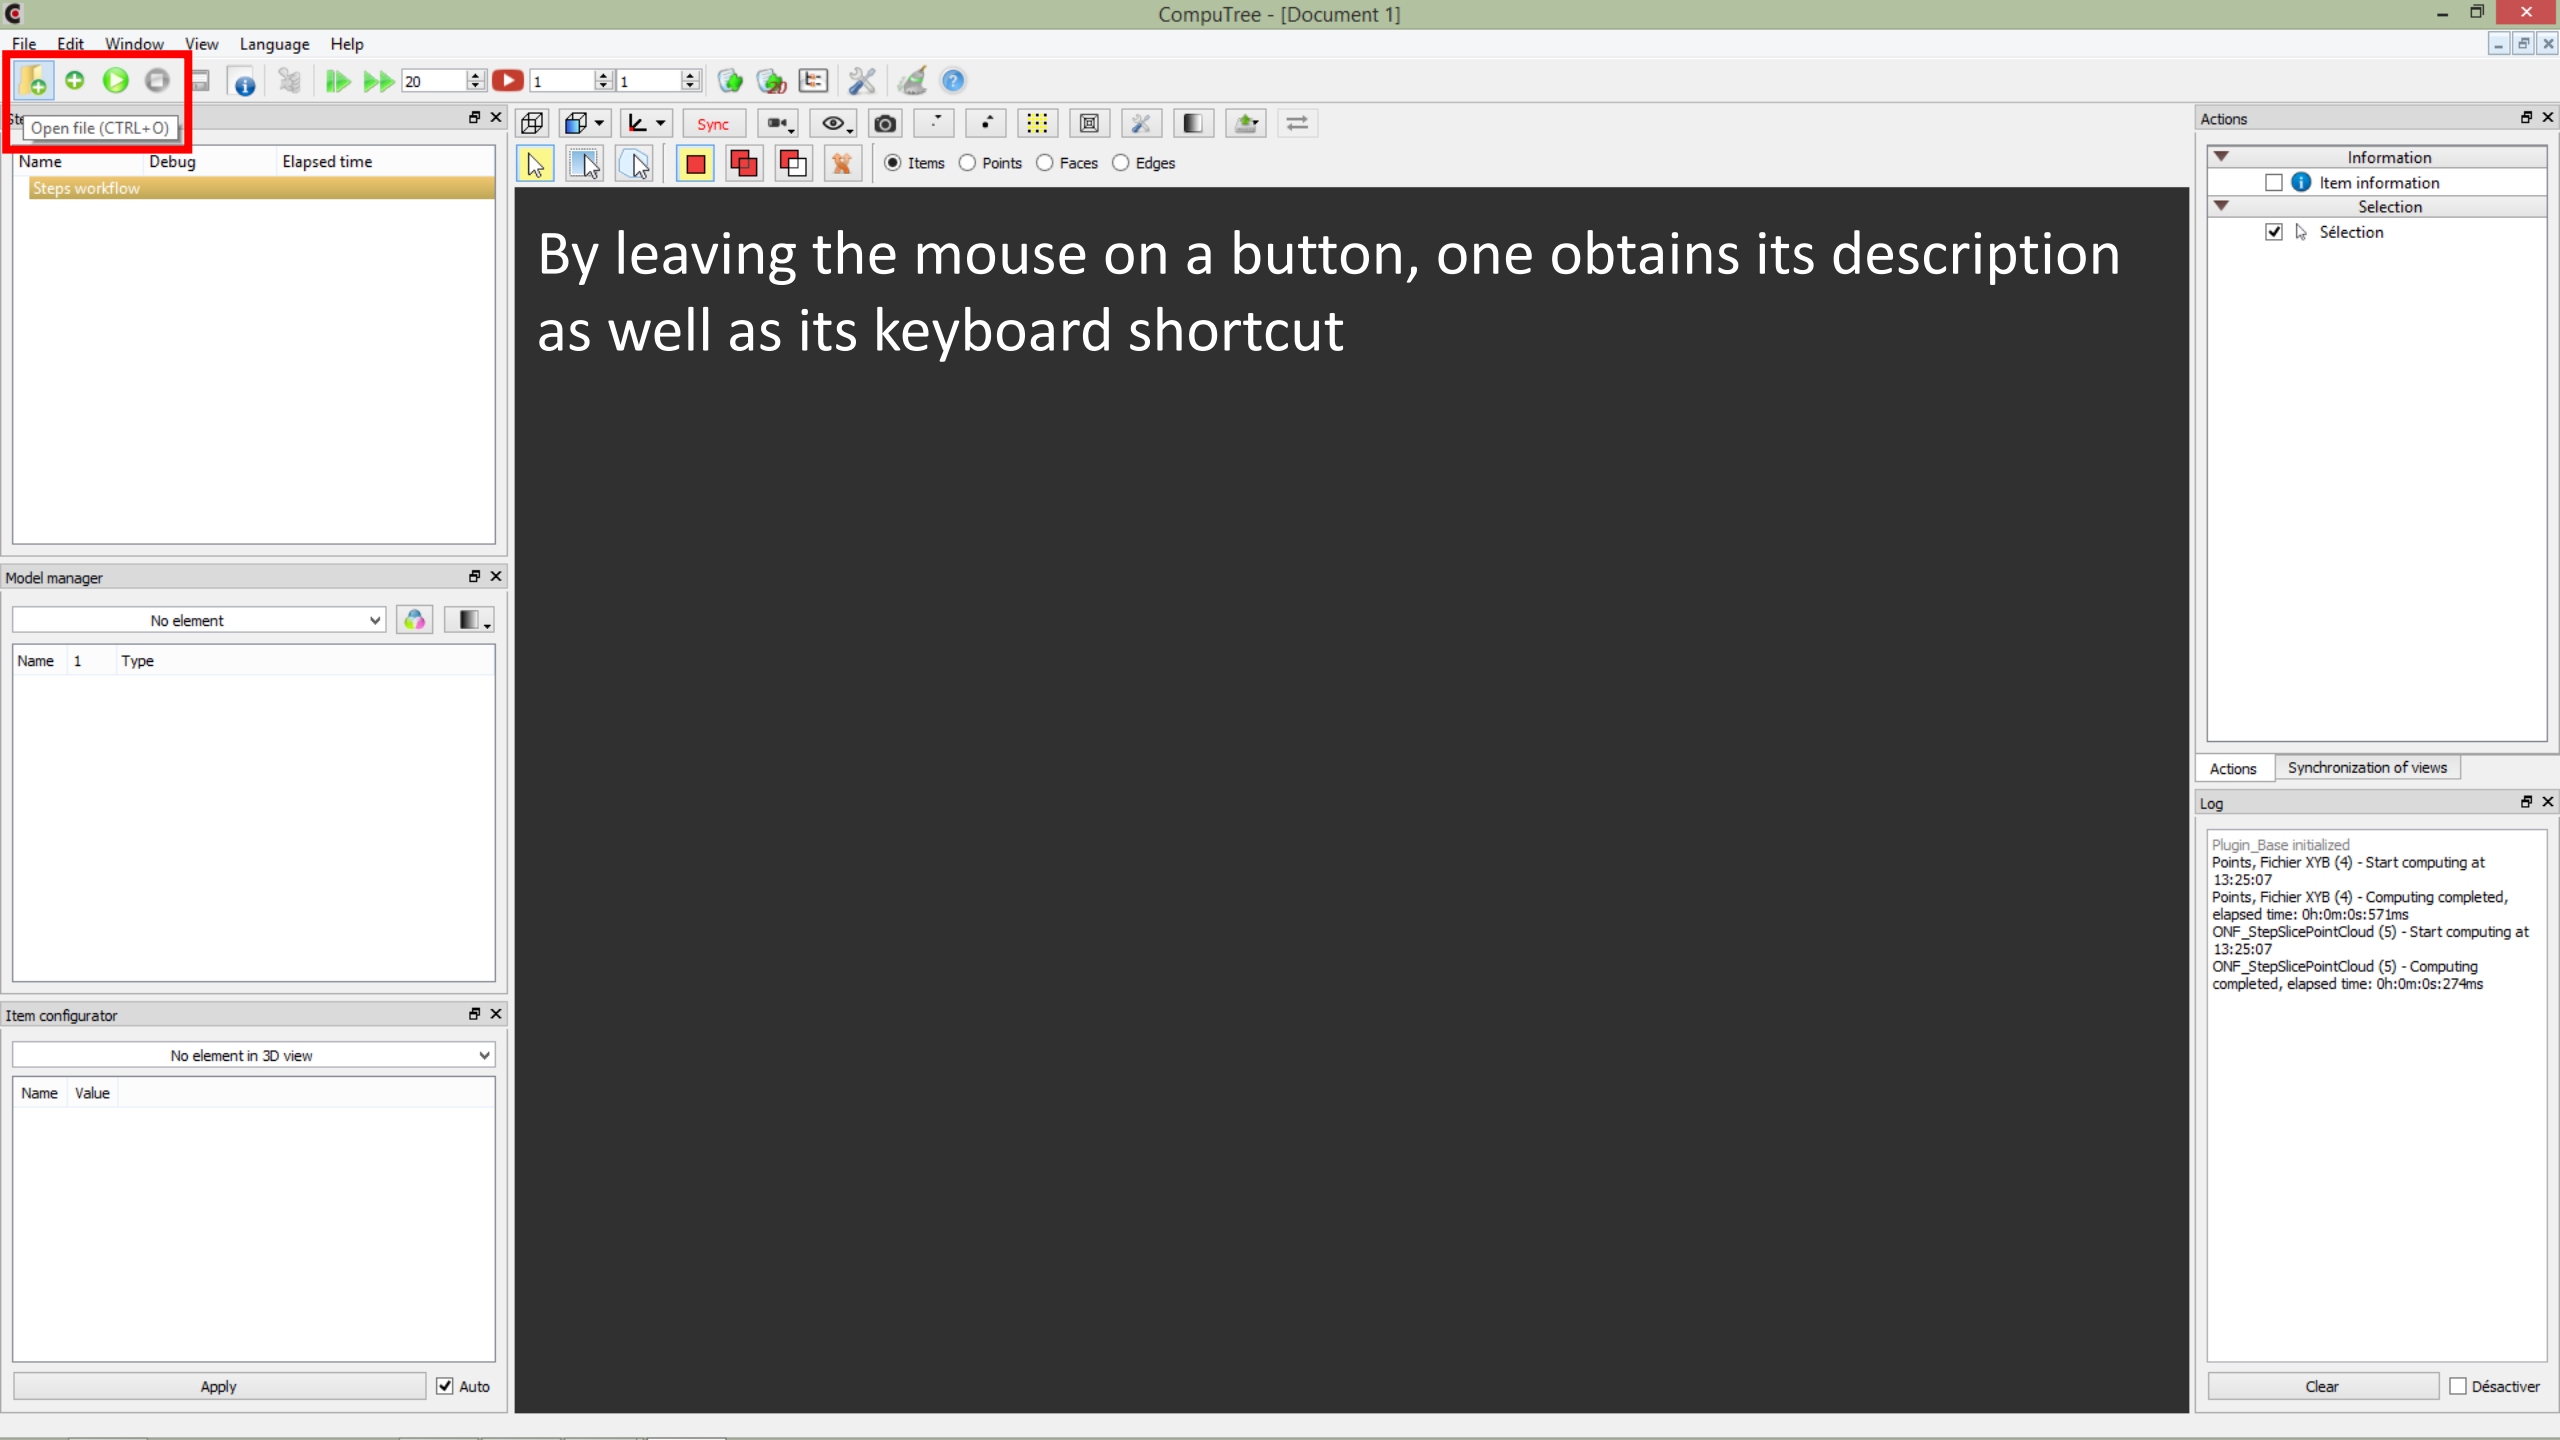 CompuTree - [Document 1]
File Edit Window View Language Help
20 1 1 2D
Open file (CTRL+O)
Sync
Actions
Name Debug Elapsed time
Items Points Faces Edges
Information
Item information
Steps workflow
Selection
Sélection
By leaving the mouse on a button, one obtains its description
as well as its keyboard shortcut
Model manager
No element
Name 1 Type
Actions Synchronization of views
Log
Plugin_Base initialized
Points, Fichier XYB (4) - Start computing at
13:25:07
Points, Fichier XYB (4) - Computing completed,
elapsed time: 0h:0m:0s:571ms
ONF_StepSlicePointCloud (5) - Start computing at
13:25:07
ONF_StepSlicePointCloud (5) - Computing
completed, elapsed time: 0h:0m:0s:274ms
Item configurator
No element in 3D view
Name Value
Apply Auto
Clear Désactiver